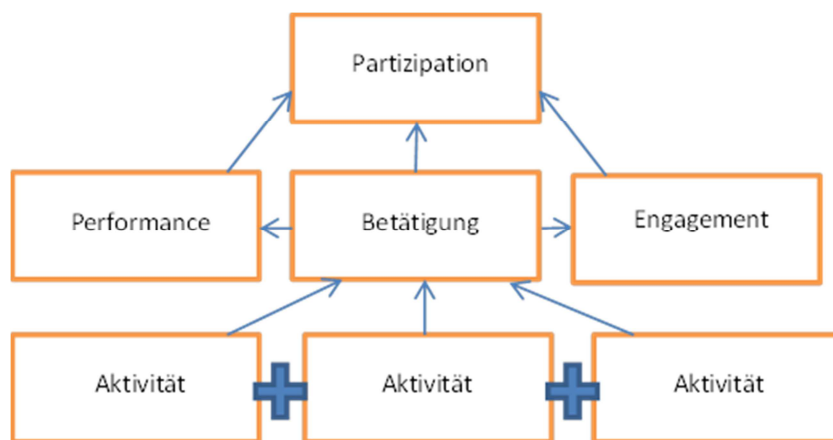 Partizipation
Performance
Betätigung
Engagement
Aktivität
Aktivität
Aktivität